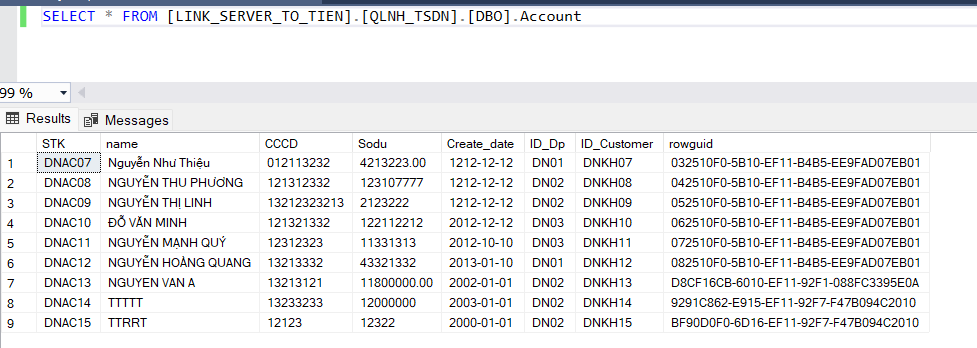 SELECT * FROM [LINK_SERVER_TO_TIEN].[QLNH_TSDN].[DBO].Account
99 %
Results Messages
STK name CCCD Sodu Create_date ID_Dp ID_Customer rowguid
1 DNAC07 Nguyễn Như Thiệu 012113232 4213223.00 1212-12-12 DN01 DNKH07 032510F0-5B10-EF11-B4B5-EE9FAD07EB01
2 DNAC08 NGUYỄN THU PHƯƠNG 121312332 123107777 1212-12-12 DN02 DNKH08 042510F0-5B10-EF11-B4B5-EE9FAD07EB01
3 DNAC09 NGUYỄN THỊ LINH 13212323213 2123222 1212-12-12 DN02 DNKH09 052510F0-5B10-EF11-B4B5-EE9FAD07EB01
4 DNAC10 ĐỖ VĂN MINH 121321332 122112212 2012-12-12 DN03 DNKH10 062510F0-5B10-EF11-B4B5-EE9FAD07EB01
5 DNAC11 NGUYỄN MẠNH QUÝ 12312323 11331313 2012-10-10 DN03 DNKH11 072510F0-5B10-EF11-B4B5-EE9FAD07EB01
6 DNAC12 NGUYỄN HOÀNG QUANG 13213332 43321332 2013-01-10 DN01 DNKH12 082510F0-5B10-EF11-B4B5-EE9FAD07EB01
7 DNAC13 NGUYEN VAN A 13213121 11800000.00 2002-01-01 DN02 DNKH13 D8CF16CB-6010-EF11-92F1-088FC3395E0A
8 DNAC14 TTTTT 13233233 12000000 2003-01-01 DN02 DNKH14 9291C862-E915-EF11-92F7-F47B094C2010
9 DNAC15 TTRRT 12123 12322 2000-01-01 DN02 DNKH15 BF90D0F0-6D16-EF11-92F7-F47B094C2010